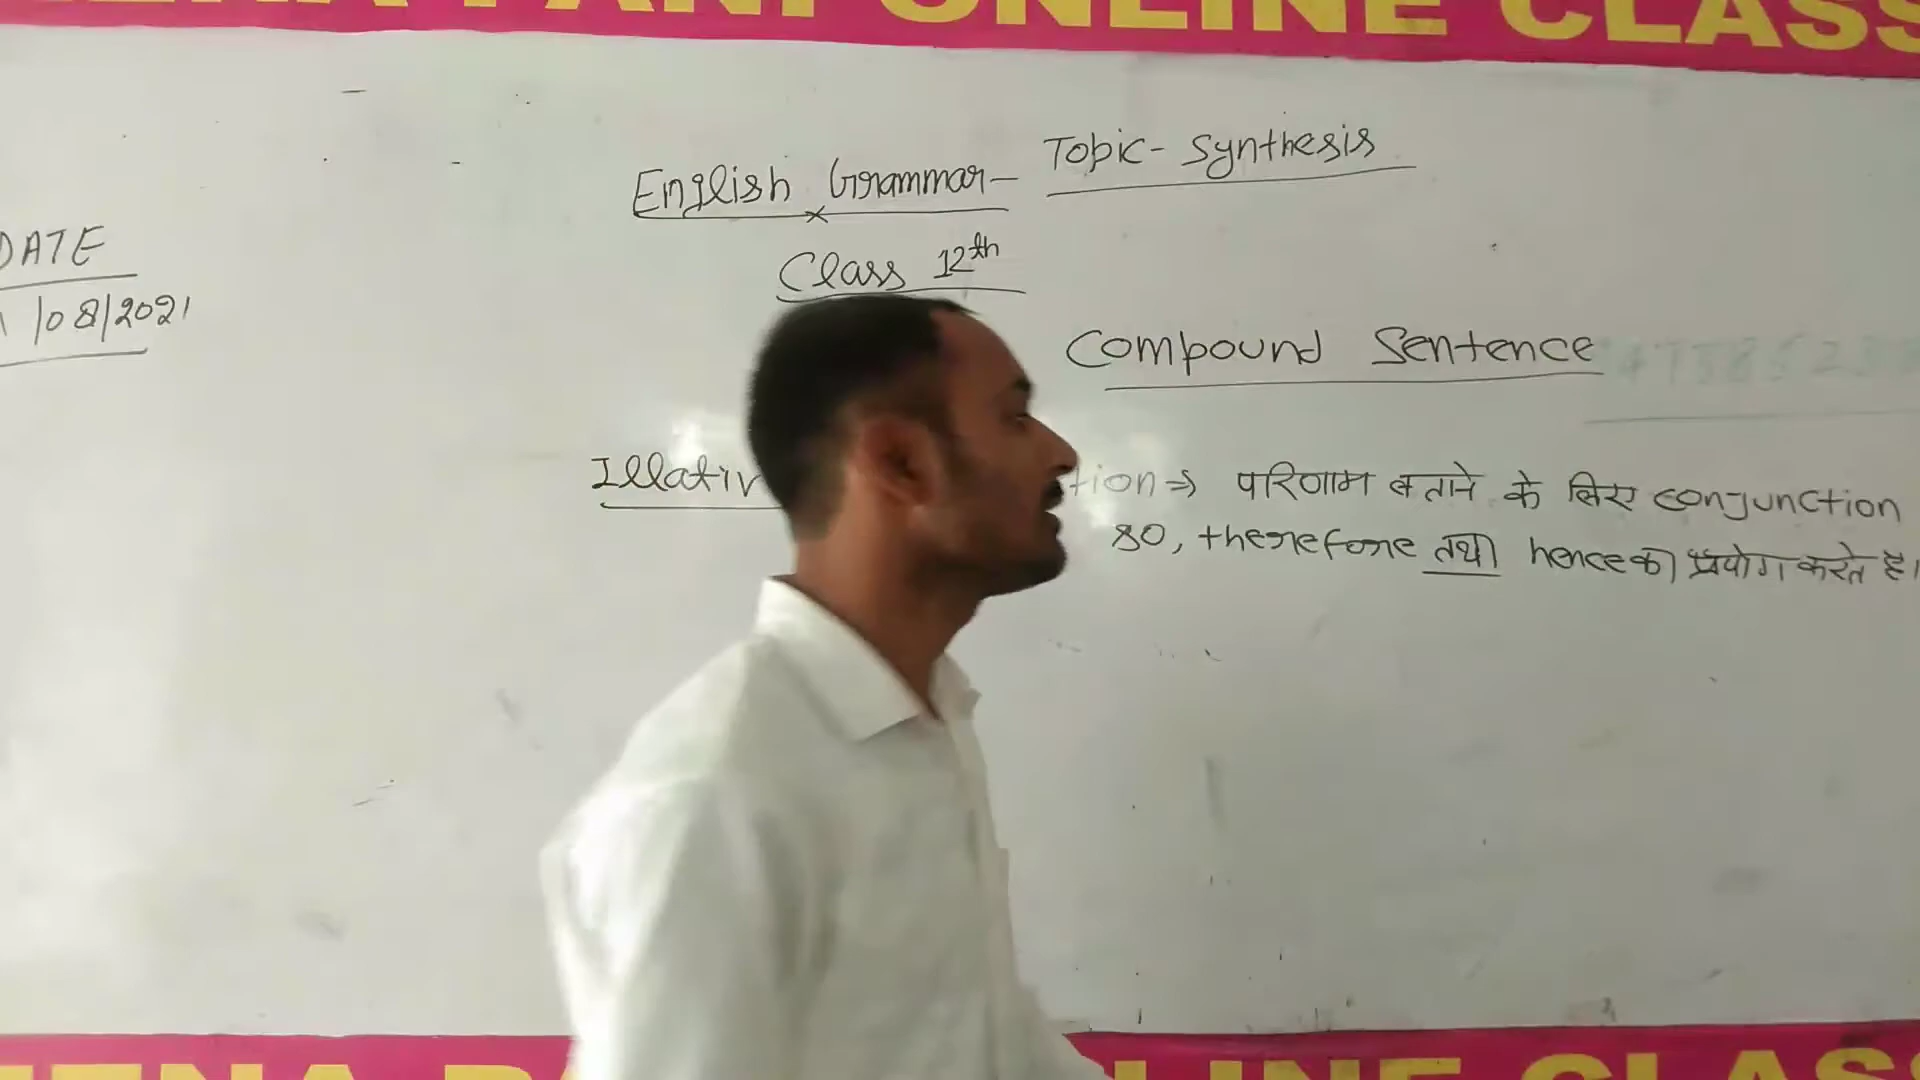 ONLINE CLASS
English Grammar- Topic- Synthesis
Class 12th
DATE
/08/2021
Compound Sentence
Illativ tion ⇒ परिणाम बताने के लिए conjunction
so, therefore तथा hence का प्रयोग करते है।
ONLINE CLASS